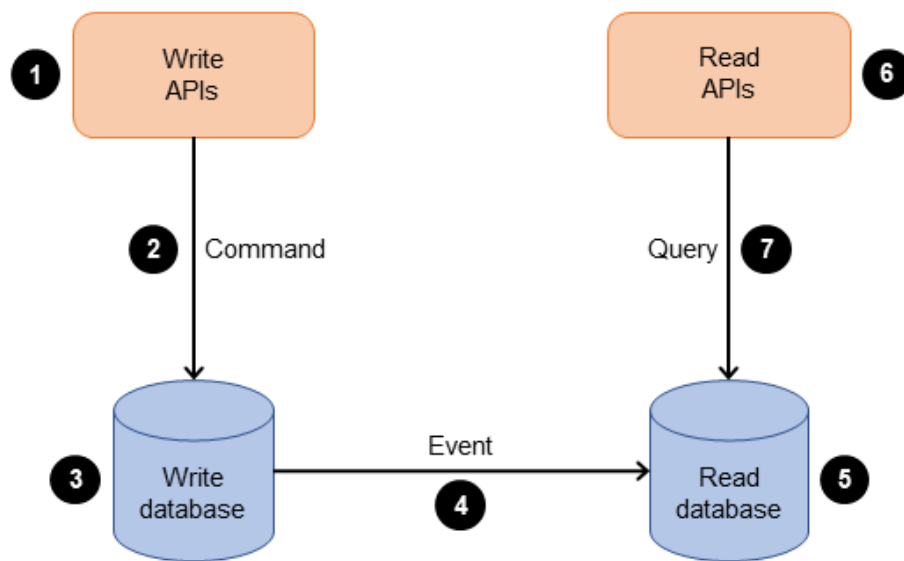 1
Write
APIs
Read
APIs
6
2
Command
Query
7
3
Write
database
Event
4
Read
database
5